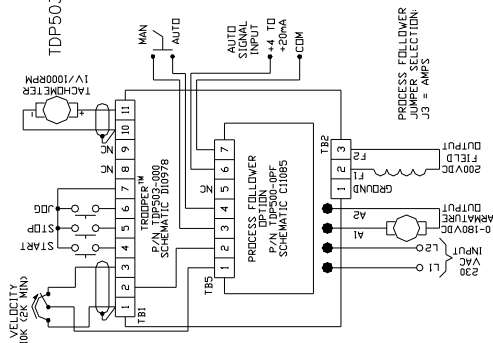 TDP503
MAN
AUTO
AUTO
SIGNAL
INPUT
+4 TO
+20mA
COM
PROCESS FOLLOWER
JUMPER SELECTION:
J3 = AMPS
TACHOMETER
1V/1000RPM
+
-
11
10
9
8
7
6
5
4
3
2
1
NC
NC
TB1
JOG
STOP
START
VELOCITY
10K (2K MIN)
TROOPER™
P/N TDP503-000
SCHEMATIC D10978
7
6
5
4
3
2
1
NC
TB5
PROCESS FOLLOWER
OPTION
P/N TDP500-0PF
SCHEMATIC C11085
TB2
3
2
1
F2
F1
GROUND
200VDC
FIELD
OUTPUT
A2
A1
0-180VDC
ARMATURE
OUTPUT
L2
L1
230
VAC
INPUT